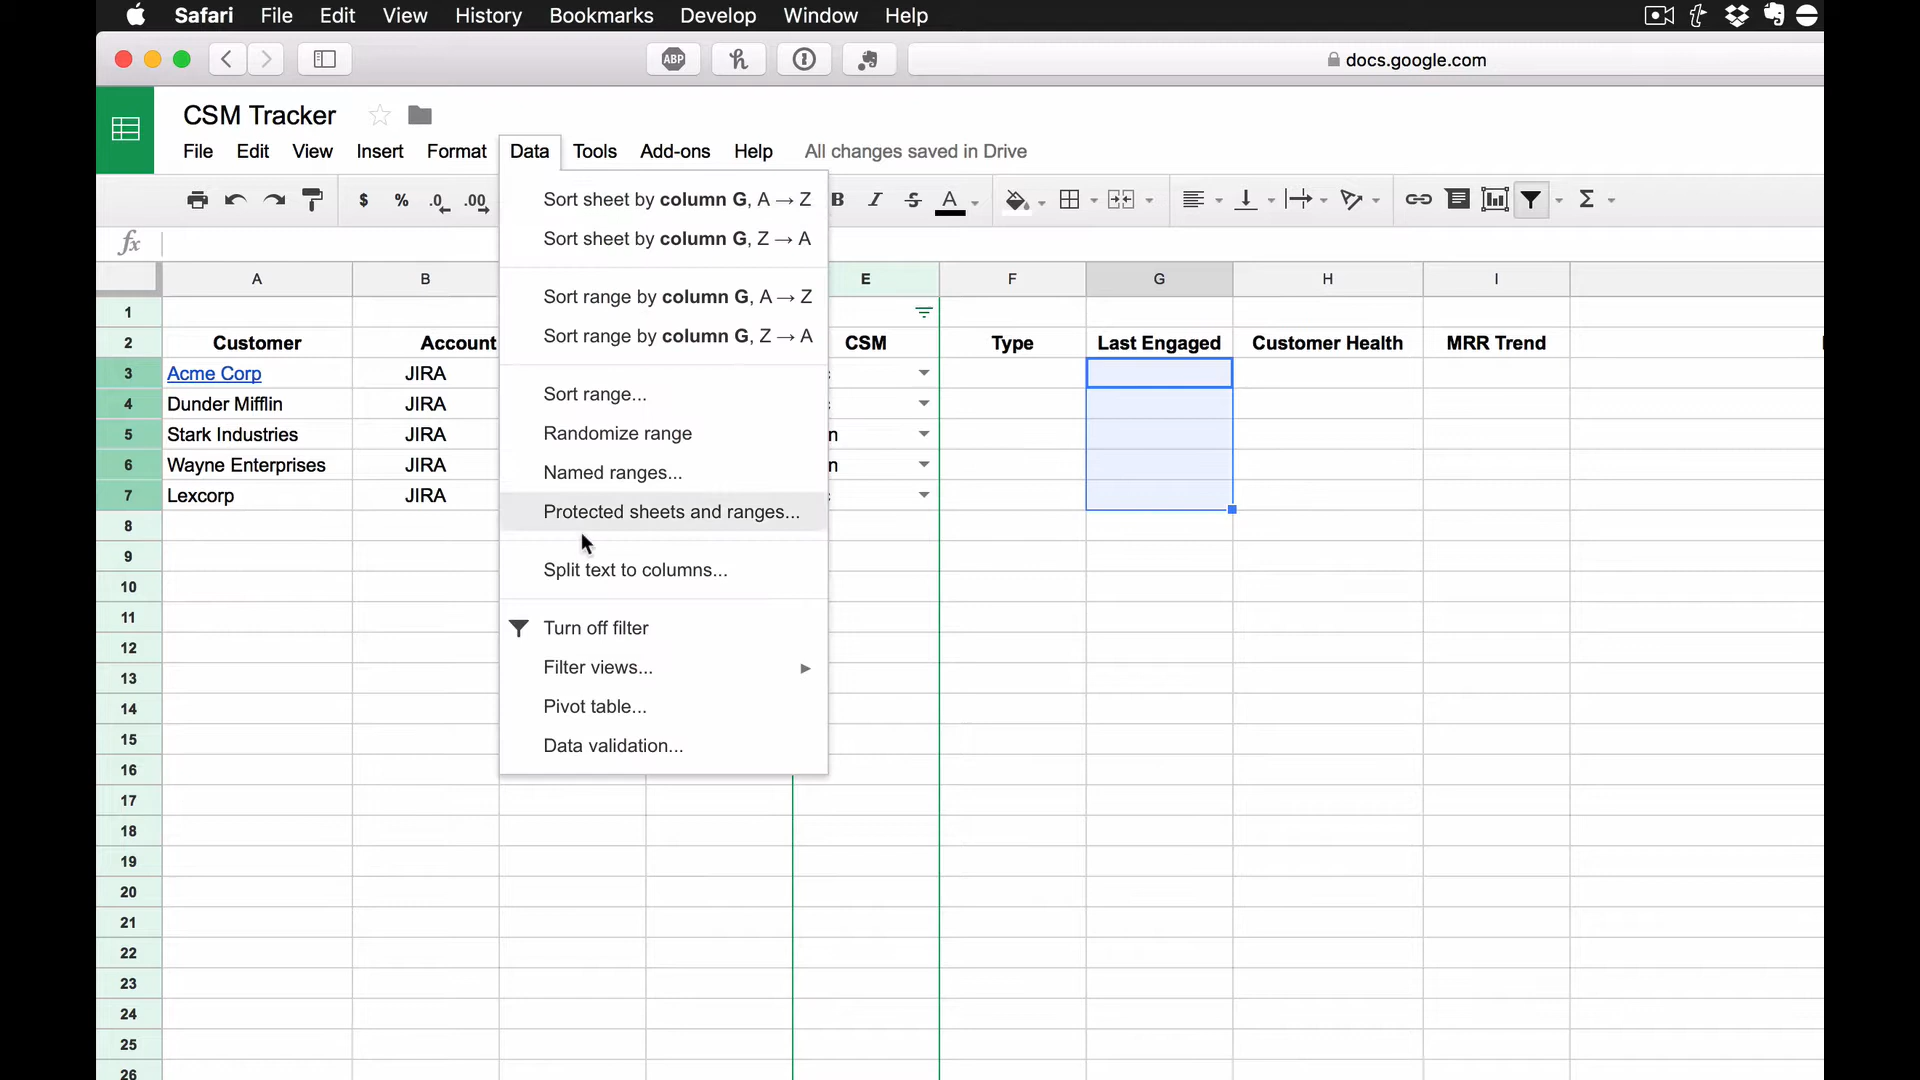 Safari File Edit View History Bookmarks Develop Window Help
ABP docs.google.com
CSM Tracker
File Edit View Insert Format Data Tools Add-ons Help All changes saved in Drive
$ % .0 .00 B I S A Σ
fx
Sort sheet by column G, A → Z
Sort sheet by column G, Z → A
Sort range by column G, A → Z
Sort range by column G, Z → A
Sort range...
Randomize range
Named ranges...
Protected sheets and ranges...
Split text to columns...
Turn off filter
Filter views...
Pivot table...
Data validation...
A B E F G H I
1
2 Customer Account CSM Type Last Engaged Customer Health MRR Trend
3 Acme Corp JIRA
4 Dunder Mifflin JIRA
5 Stark Industries JIRA n
6 Wayne Enterprises JIRA n
7 Lexcorp JIRA
8
9
10
11
12
13
14
15
16
17
18
19
20
21
22
23
24
25
26